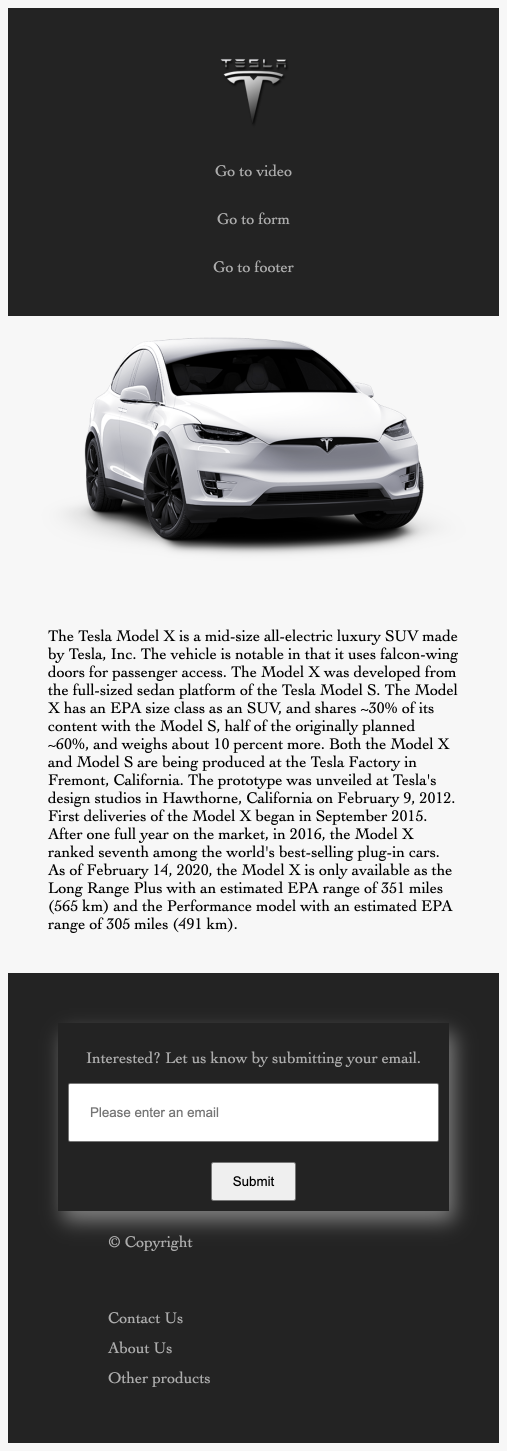 TESLA
Go to video
Go to form
Go to footer
The Tesla Model X is a mid-size all-electric luxury SUV made
by Tesla, Inc. The vehicle is notable in that it uses falcon-wing
doors for passenger access. The Model X was developed from
the full-sized sedan platform of the Tesla Model S. The Model
X has an EPA size class as an SUV, and shares ~30% of its
content with the Model S, half of the originally planned
~60%, and weighs about 10 percent more. Both the Model X
and Model S are being produced at the Tesla Factory in
Fremont, California. The prototype was unveiled at Tesla's
design studios in Hawthorne, California on February 9, 2012.
First deliveries of the Model X began in September 2015.
After one full year on the market, in 2016, the Model X
ranked seventh among the world's best-selling plug-in cars.
As of February 14, 2020, the Model X is only available as the
Long Range Plus with an estimated EPA range of 351 miles
(565 km) and the Performance model with an estimated EPA
range of 305 miles (491 km).
Interested? Let us know by submitting your email.
Please enter an email
Submit
© Copyright
Contact Us
About Us
Other products